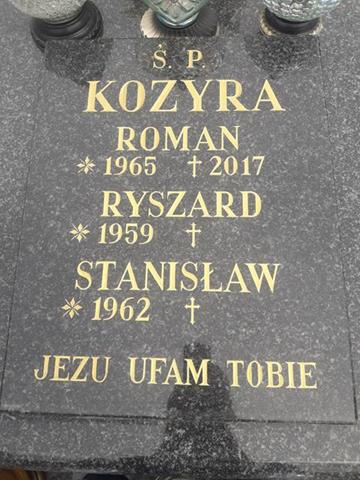 Ś. P.
KOZYRA
ROMAN
* 1965 † 2017
RYSZARD
* 1959 †
STANISŁAW
* 1962 †
JEZU UFAM TOBIE